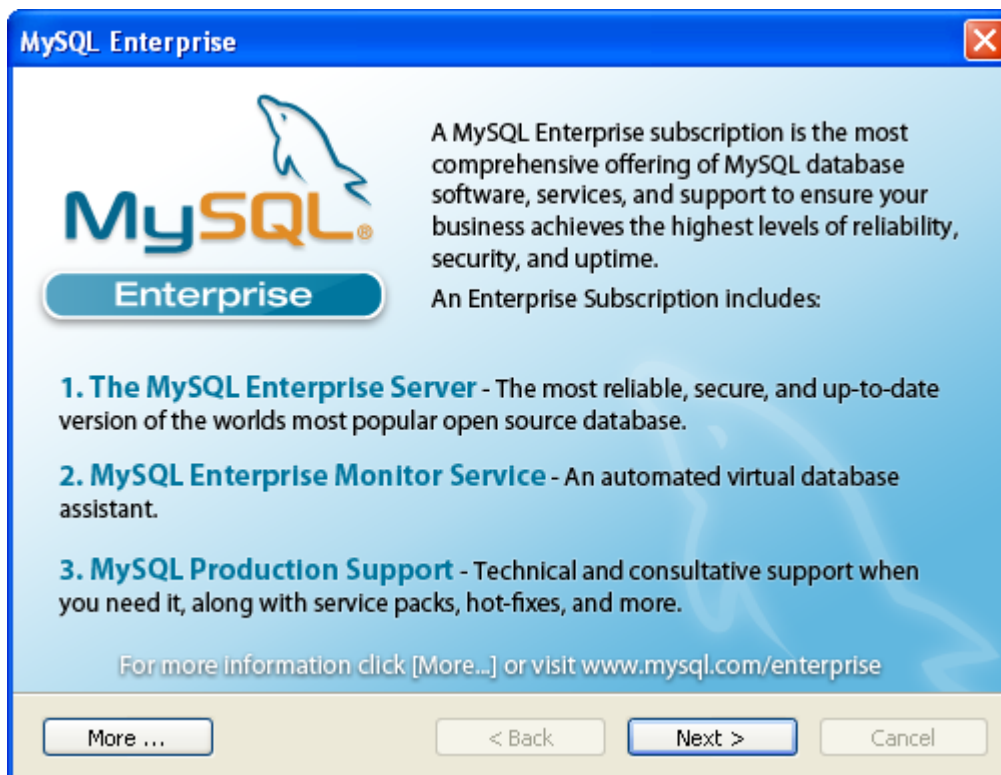 MySQL Enterprise
MySQL®
Enterprise
A MySQL Enterprise subscription is the most
comprehensive offering of MySQL database
software, services, and support to ensure your
business achieves the highest levels of reliability,
security, and uptime.
An Enterprise Subscription includes:
1. The MySQL Enterprise Server - The most reliable, secure, and up-to-date
version of the worlds most popular open source database.
2. MySQL Enterprise Monitor Service - An automated virtual database
assistant.
3. MySQL Production Support - Technical and consultative support when
you need it, along with service packs, hot-fixes, and more.
For more information click [More...] or visit www.mysql.com/enterprise
More ...
< Back
Next >
Cancel